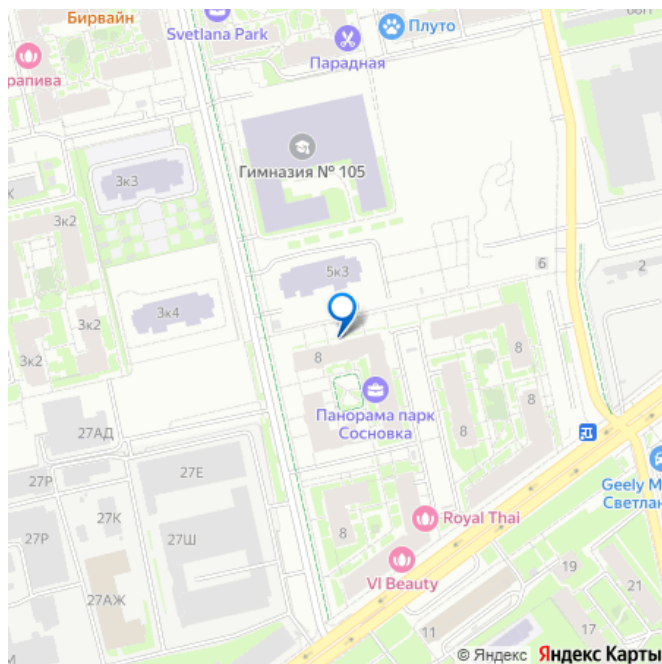 Бирвайн
Svetlana Park
Плуто
Парадная
рапива
Гимназия № 105
3к3
К
3к2
5к3
6
2
3к4
3к2
3к2
8
8
8
Панорама парк
Сосновка
8
27АД
27Е
27Р
Geely M
Светлан
27К
Royal Thai
27Р
27Ш
8
VI Beauty
19
21
27АЖ
11
17
М
© Яндекс Яндекс Карты